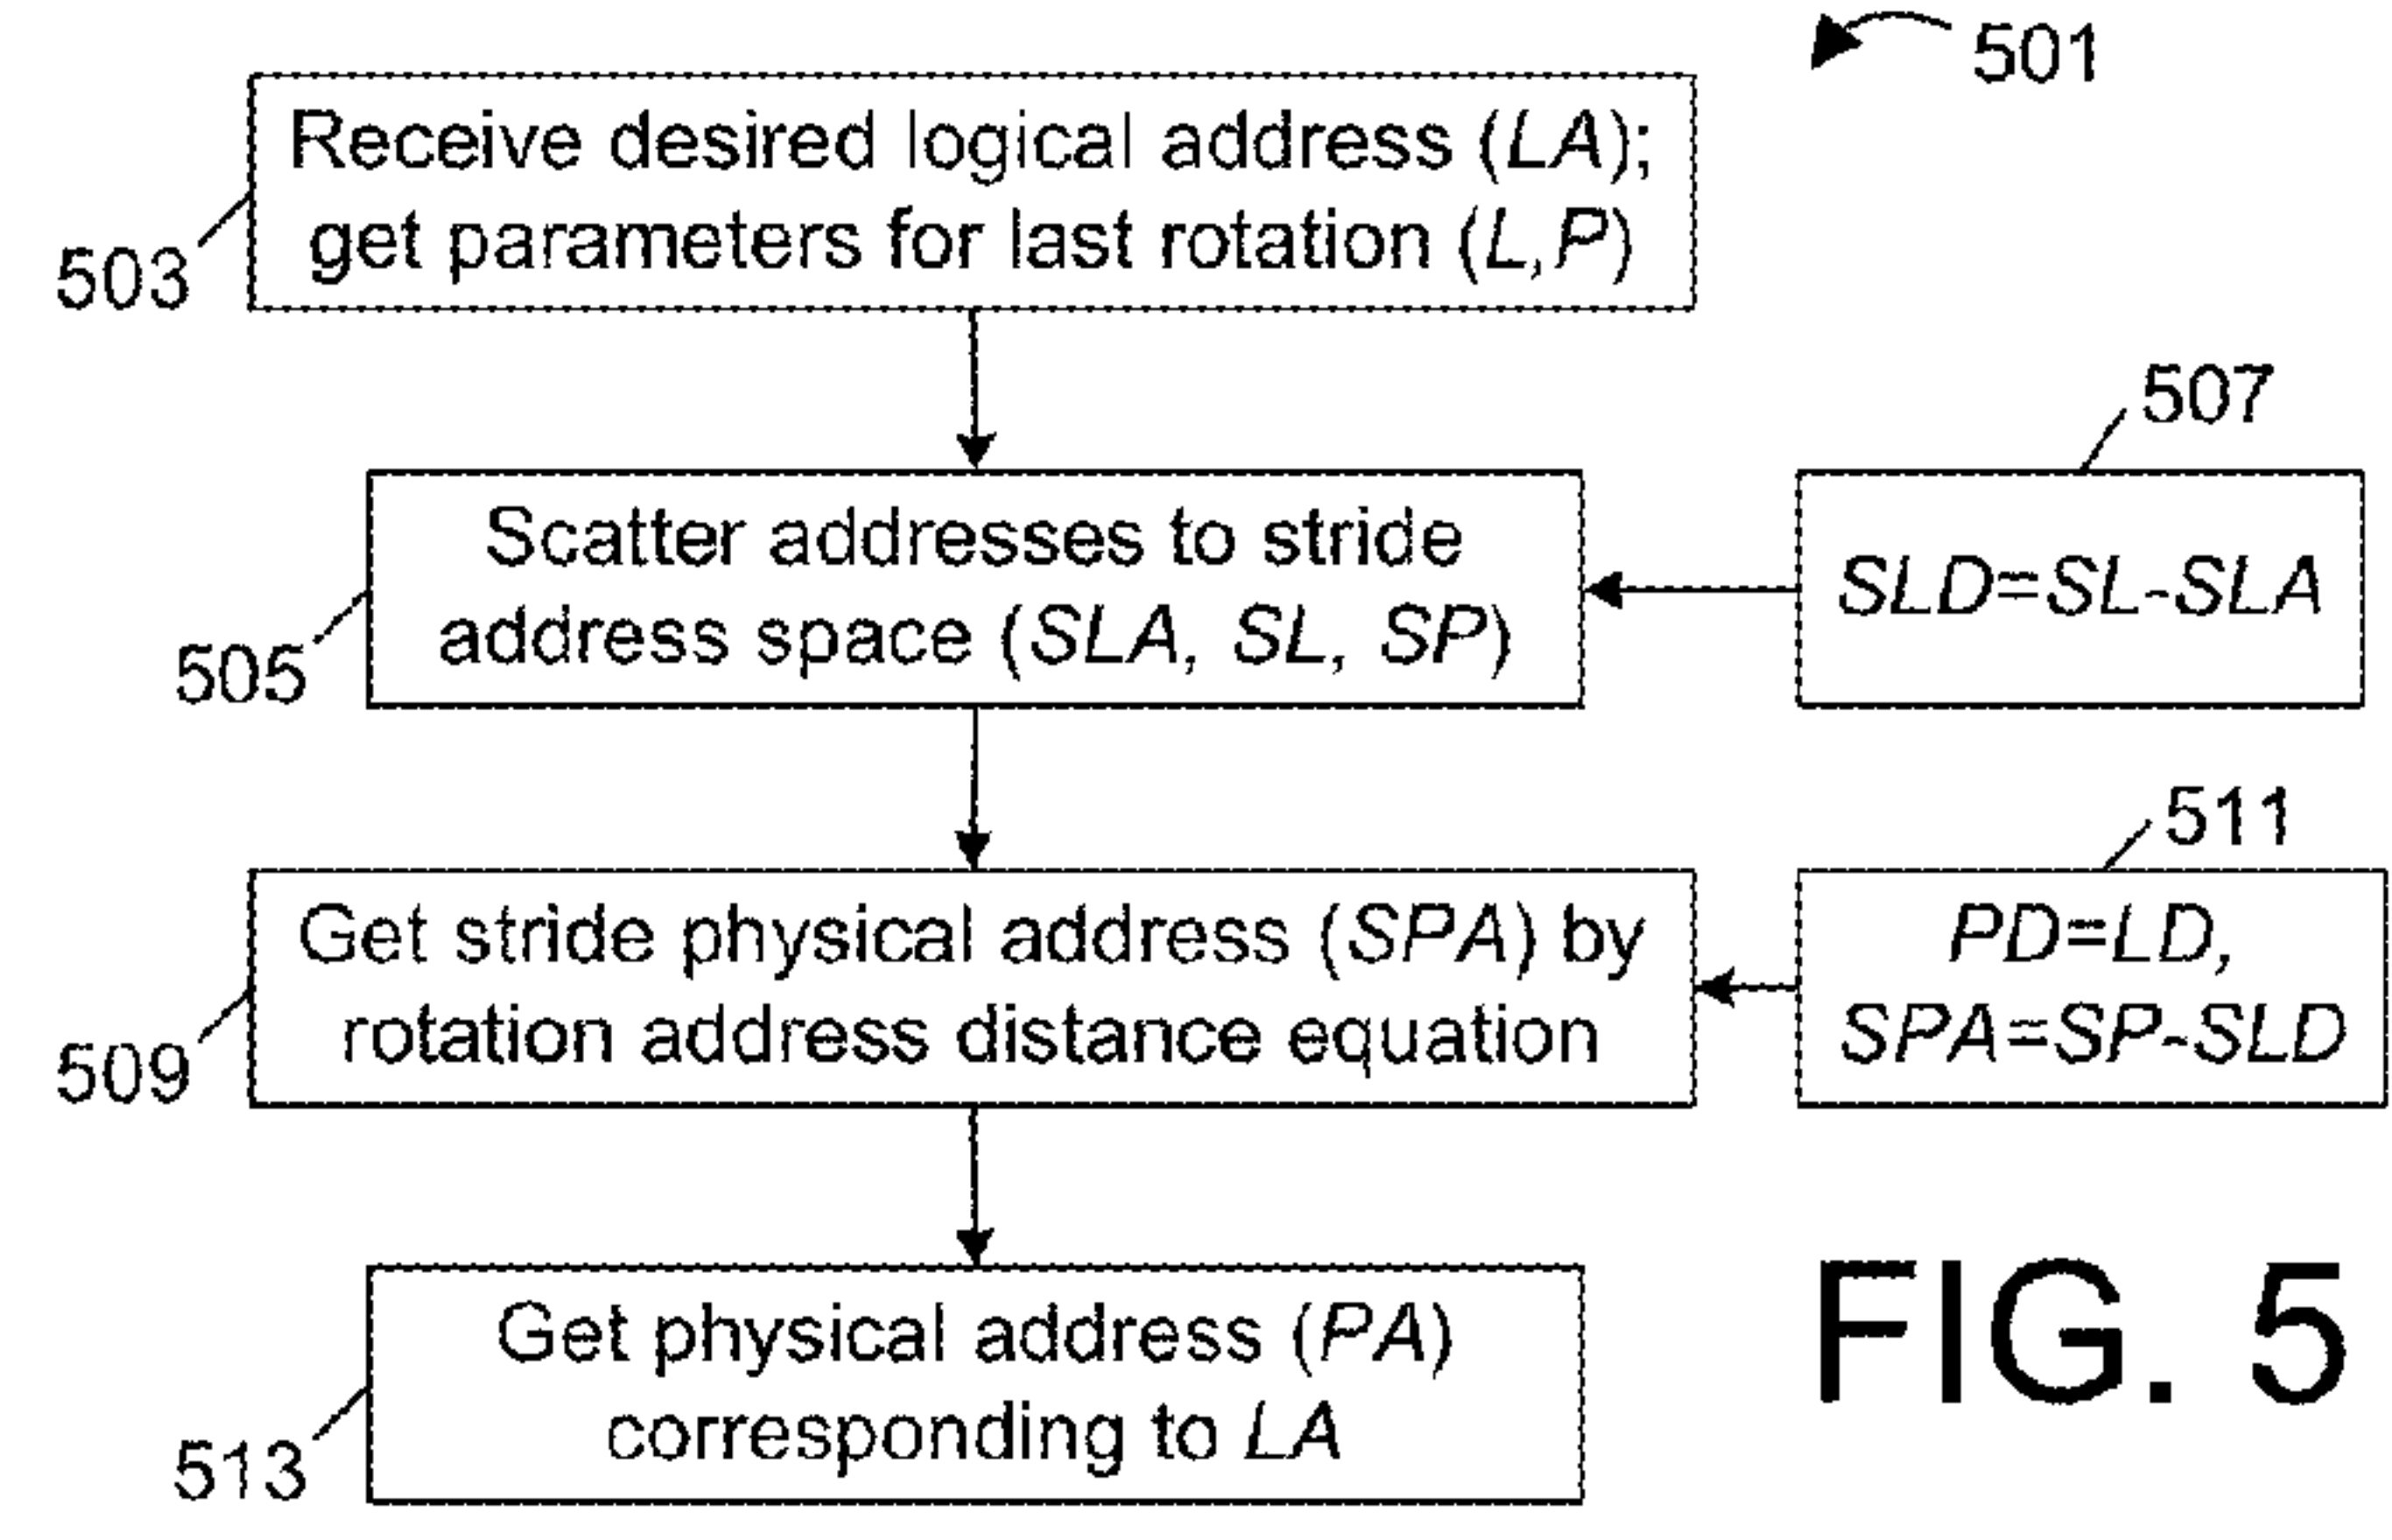 501
Receive desired logical address (LA);
get parameters for last rotation (L,P)
503
507
Scatter addresses to stride
address space (SLA, SL, SP)
505
SLD=SL-SLA
511
Get stride physical address (SPA) by
rotation address distance equation
509
PD=LD,
SPA=SP-SLD
Get physical address (PA)
corresponding to LA
513
FIG. 5